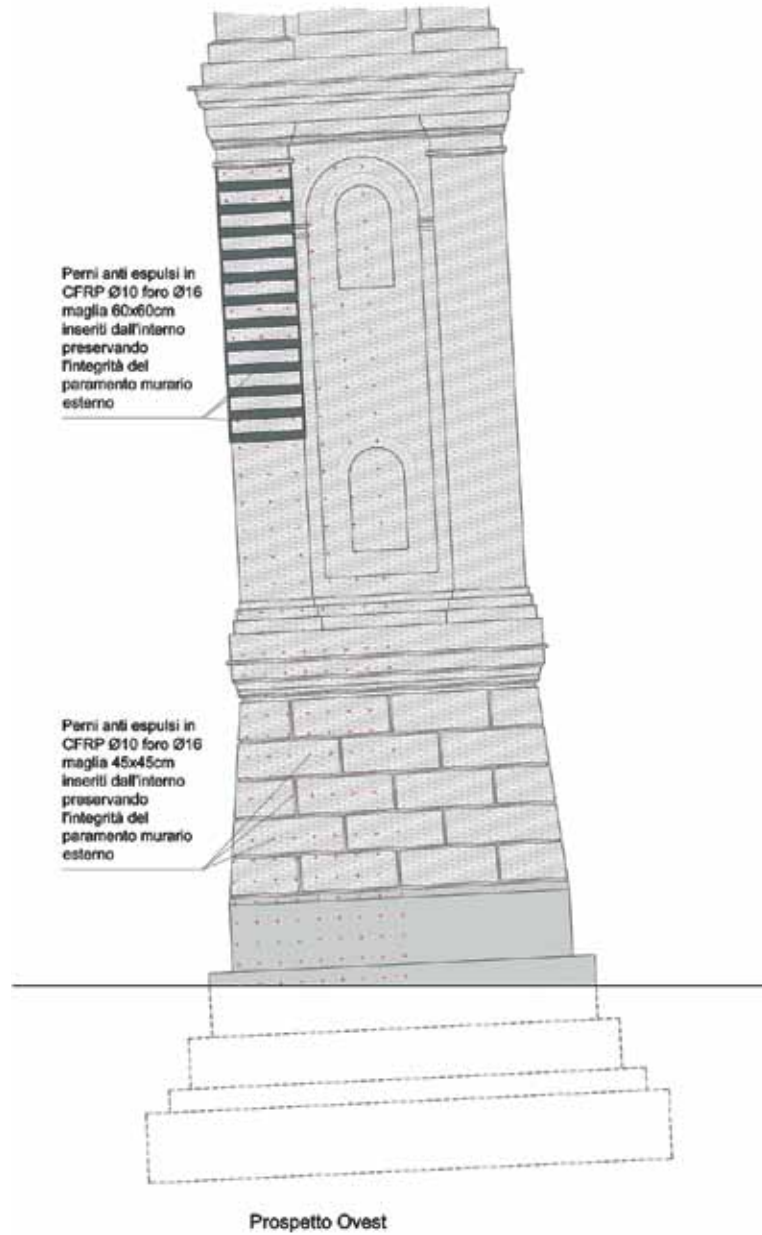 Perni anti espulsi in
CFRP Ø10 foro Ø16
maglia 60x60cm
inseriti dall'interno
preservando
l'integrità del
paramento murario
esterno
Perni anti espulsi in
CFRP Ø10 foro Ø16
maglia 45x45cm
inseriti dall'interno
preservando
l'integrità del
paramento murario
esterno
Prospetto Ovest